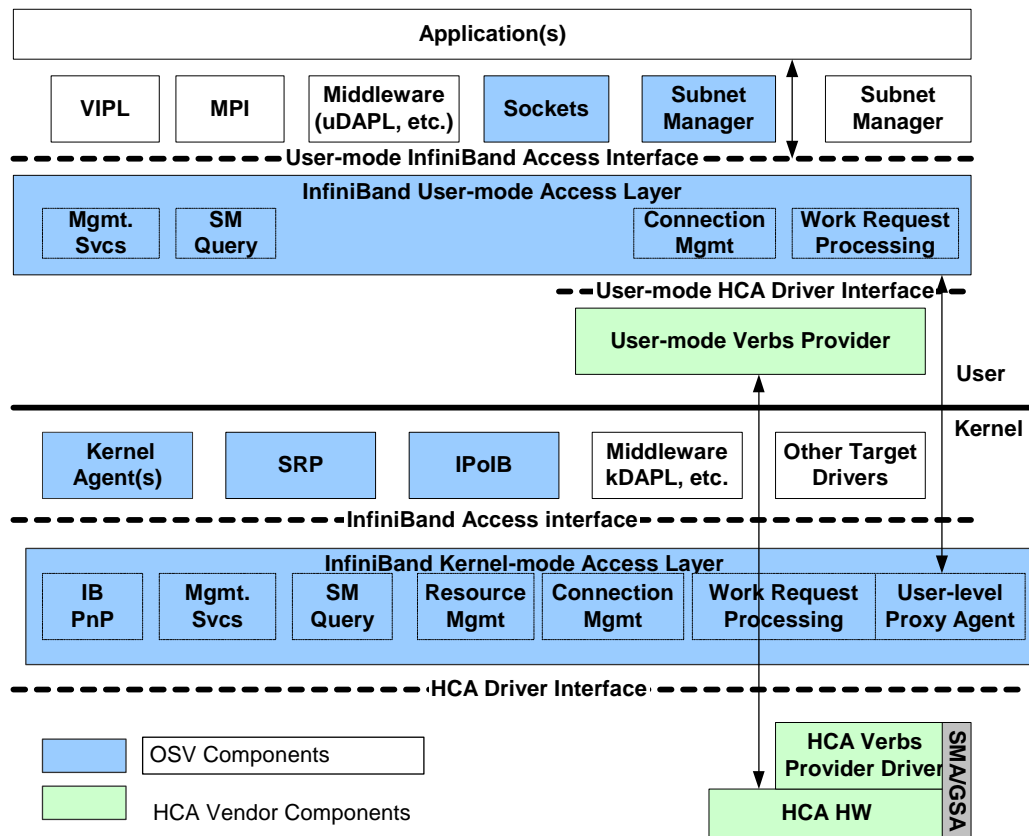 Application(s)
VIPL
MPI
Middleware
(uDAPL, etc.)
Sockets
Subnet
Manager
Subnet
Manager
User-mode InfiniBand Access Interface
InfiniBand User-mode Access Layer
Mgmt.
Svcs
SM
Query
Connection
Mgmt
Work Request
Processing
User-mode HCA Driver Interface
User-mode Verbs Provider
User
Kernel
Kernel
Agent(s)
SRP
IPoIB
Middleware
kDAPL, etc.
Other Target
Drivers
InfiniBand Access interface
InfiniBand Kernel-mode Access Layer
IB
PnP
Mgmt.
Svcs
SM
Query
Resource
Mgmt
Connection
Mgmt
Work Request
Processing
User-level
Proxy Agent
HCA Driver Interface
OSV Components
HCA Vendor Components
HCA Verbs
Provider Driver
HCA HW
SMA/GSA